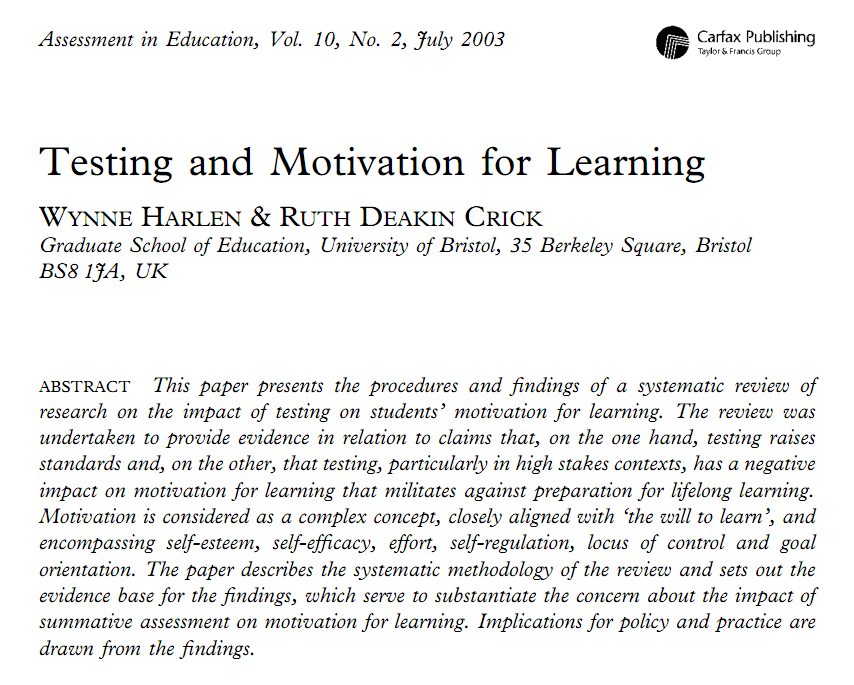 Assessment in Education, Vol. 10, No. 2, July 2003
Carfax Publishing
Taylor & Francis Group
Testing and Motivation for Learning
WYNNE HARLEN & RUTH DEAKIN CRICK
Graduate School of Education, University of Bristol, 35 Berkeley Square, Bristol
BS8 1JA, UK
ABSTRACT This paper presents the procedures and findings of a systematic review of
research on the impact of testing on students' motivation for learning. The review was
undertaken to provide evidence in relation to claims that, on the one hand, testing raises
standards and, on the other, that testing, particularly in high stakes contexts, has a negative
impact on motivation for learning that militates against preparation for lifelong learning.
Motivation is considered as a complex concept, closely aligned with ‘the will to learn’, and
encompassing self-esteem, self-efficacy, effort, self-regulation, locus of control and goal
orientation. The paper describes the systematic methodology of the review and sets out the
evidence base for the findings, which serve to substantiate the concern about the impact of
summative assessment on motivation for learning. Implications for policy and practice are
drawn from the findings.